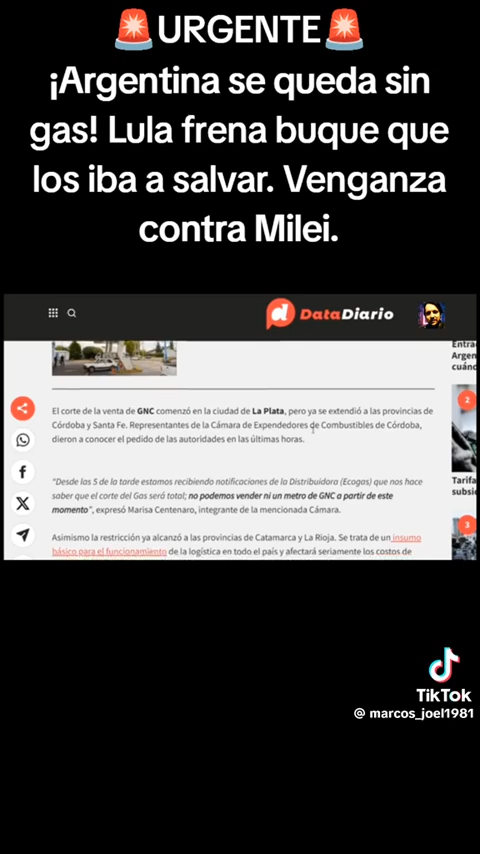 🚨URGENTE🚨
¡Argentina se queda sin
gas! Lula frena buque que
los iba a salvar. Venganza
contra Milei.
d DataDiario
Entra
Argen
cuánd
El corte de la venta de GNC comenzó en la ciudad de La Plata, pero ya se extendió a las provincias de
Córdoba y Santa Fe. Representantes de la Cámara de Expendedores de Combustibles de Córdoba,
dieron a conocer el pedido de las autoridades en las últimas horas.
2
"Desde las 5 de la tarde estamos recibiendo notificaciones de la Distribuidora (Ecogas) que nos hace
saber que el corte del Gas será total; no podemos vender ni un metro de GNC a partir de este
momento", expresó Marisa Centenaro, integrante de la mencionada Cámara.
Tarifa
subsi
3
Asimismo la restricción ya alcanzó a las provincias de Catamarca y La Rioja. Se trata de un insumo
básico para el funcionamiento de la logística en todo el país y afectará seriamente los costos de
TikTok
@ marcos_joel1981